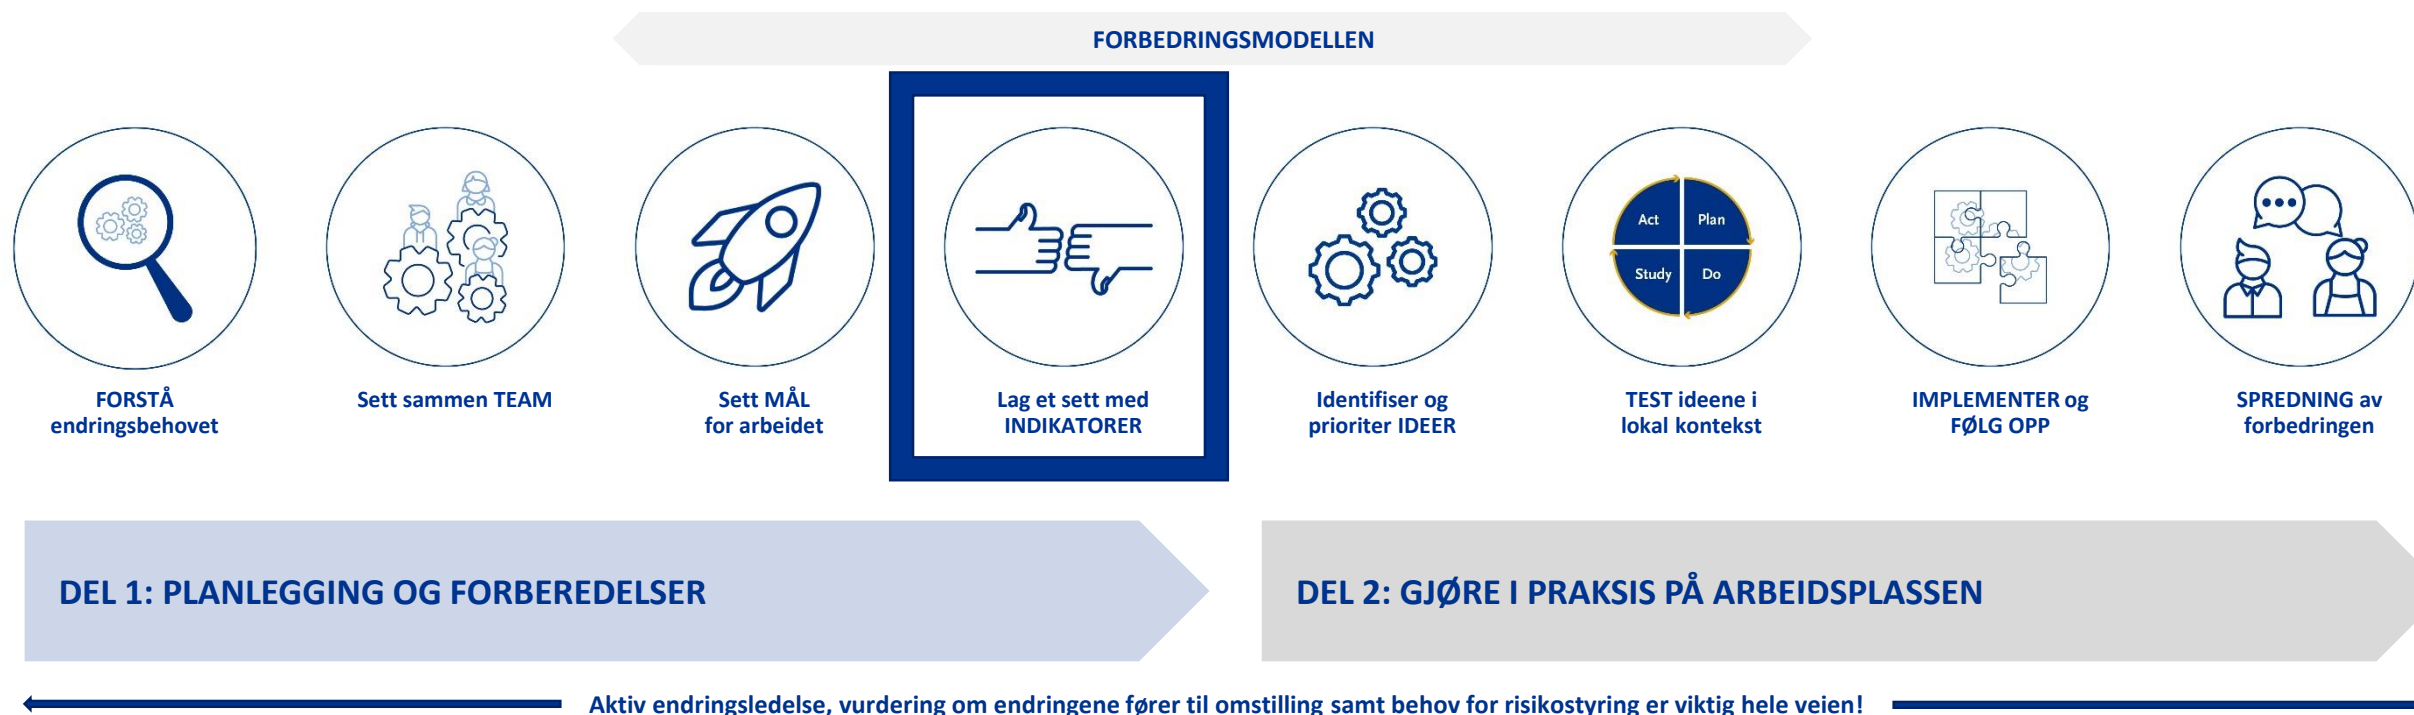 FORBEDRINGSMODELLEN
FORSTÅ
endringsbehovet
Sett sammen TEAM
Sett MÅL
for arbeidet
Lag et sett med
INDIKATORER
Identifiser og
prioriter IDEER
Act
Plan
Study
Do
TEST ideene i
lokal kontekst
IMPLEMENTER og
FØLG OPP
SPREDNING av
forbedringen
DEL 1: PLANLEGGING OG FORBEREDELSER
DEL 2: GJØRE I PRAKSIS PÅ ARBEIDSPLASSEN
Aktiv endringsledelse, vurdering om endringene fører til omstilling samt behov for risikostyring er viktig hele veien!